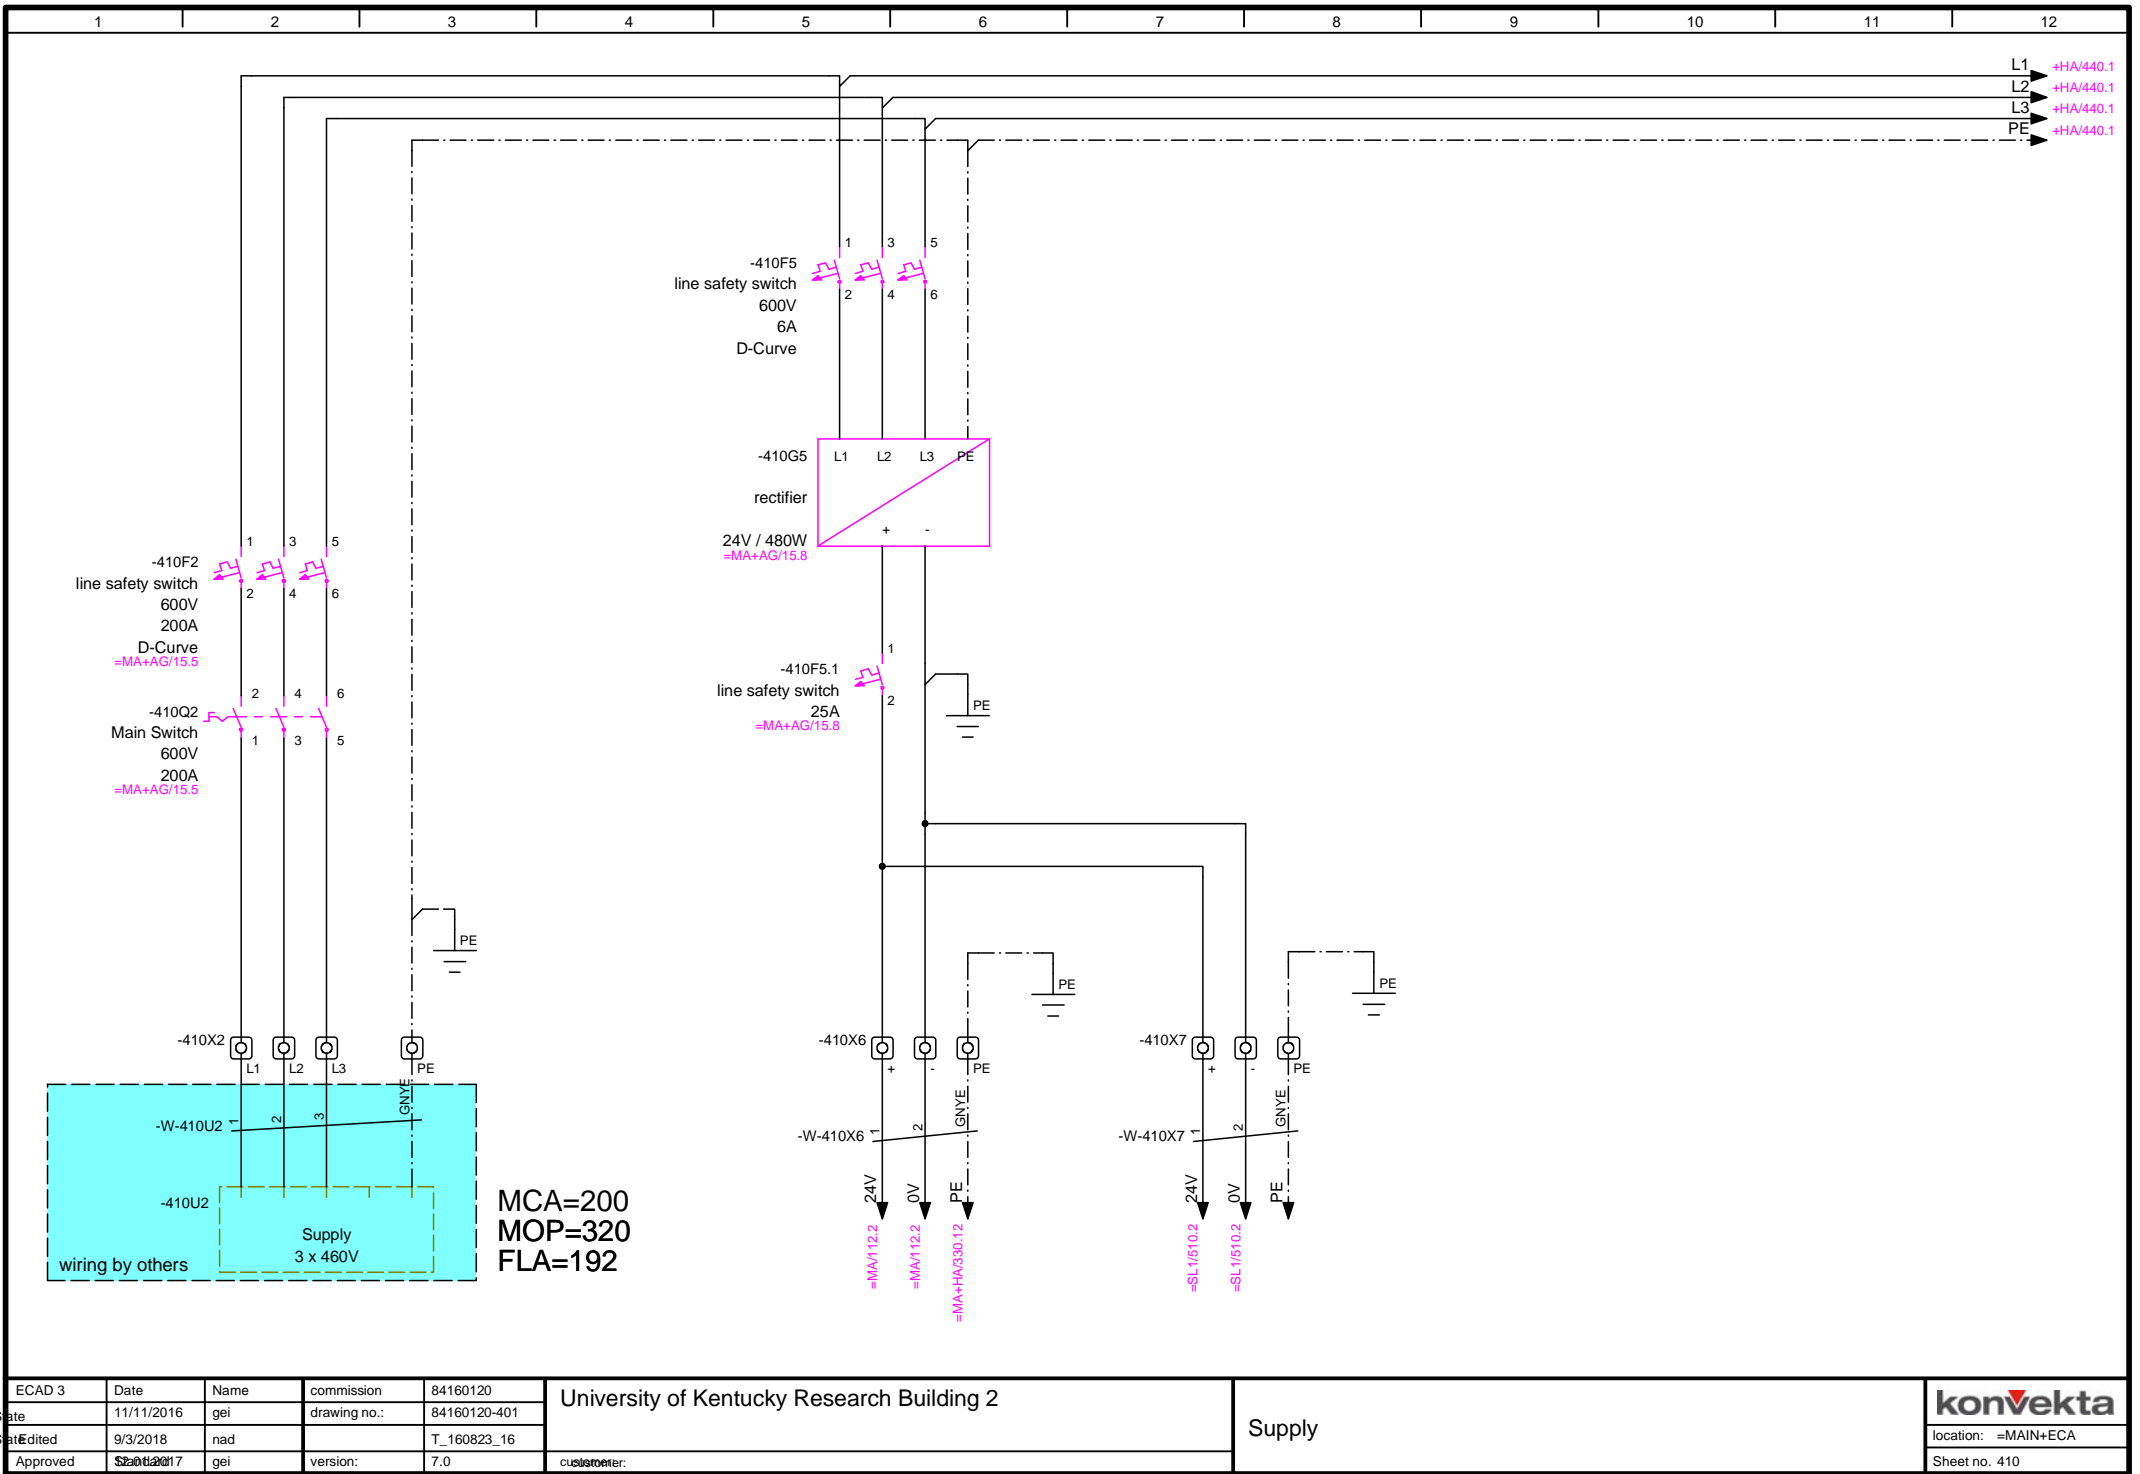 1 2 3 4 5 6 7 8 9 10 11 12
L1 +HA/440.1
L2 +HA/440.1
L3 +HA/440.1
PE +HA/440.1
1 3 5
-410F5
line safety switch
600V
6A
D-Curve
2 4 6
-410G5 L1 L2 L3 PE
rectifier
+ -
24V / 480W
=MA+AG/15.8
1 3 5
-410F2
line safety switch
600V
200A
D-Curve
=MA+AG/15.5
2 4 6
2 4 6
-410Q2
Main Switch
600V
200A
=MA+AG/15.5
1 3 5
1
-410F5.1
line safety switch
25A
=MA+AG/15.8
2
PE
PE
PE
PE
-410X2
L1 L2 L3 PE
-W-410U2 1 2 3 GNYE
-410U2
Supply
3 x 460V
wiring by others
MCA=200
MOP=320
FLA=192
-410X6
+ - PE
-W-410X6 1 2 GNYE
24V 0V PE
=MA/112.2
=MA/112.2
=MA+HA/330.12
-410X7
+ - PE
-W-410X7 1 2 GNYE
24V 0V PE
=SL1/510.2
=SL1/510.2
ECAD 3 Date Name commission 84160120
11/11/2016 gei drawing no.: 84160120-401
Edited 9/3/2018 nad T_160823_16
Approved gei version: 7.0
University of Kentucky Research Building 2
customer:
Supply
konvekta
location: =MAIN+ECA
Sheet no. 410